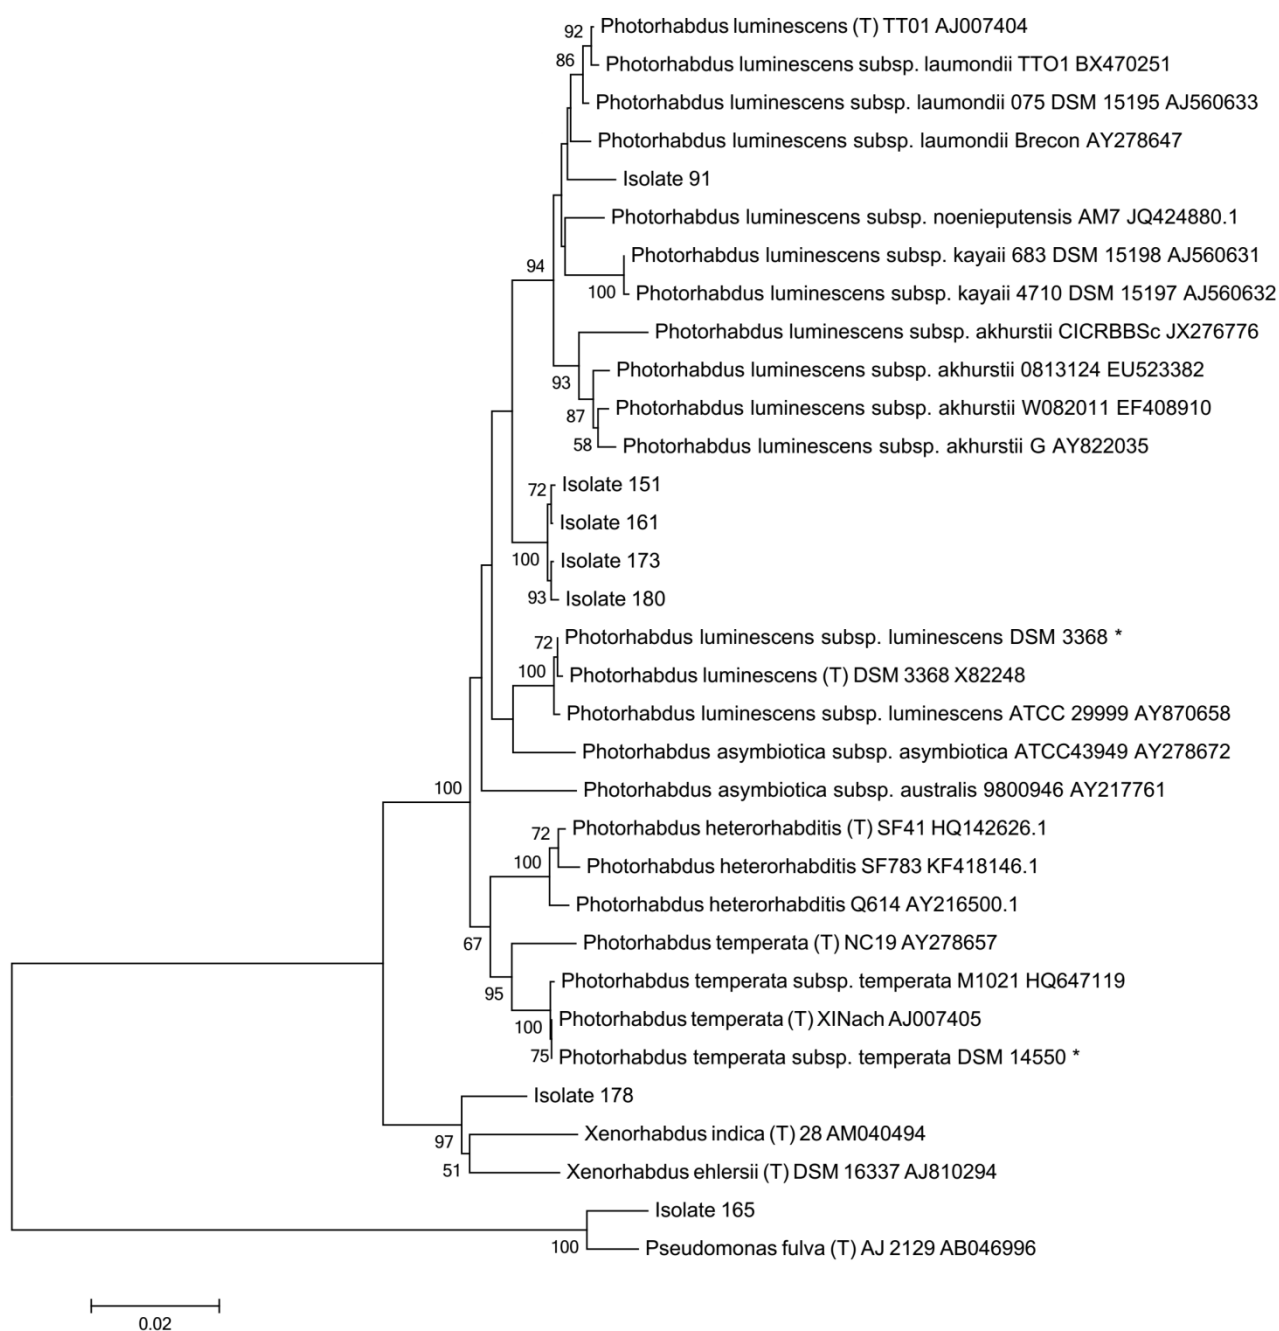 92
Photorhabdus luminescens (T) TT01 AJ007404
86
Photorhabdus luminescens subsp. laumondii TTO1 BX470251
Photorhabdus luminescens subsp. laumondii 075 DSM 15195 AJ560633
Photorhabdus luminescens subsp. laumondii Brecon AY278647
Isolate 91
Photorhabdus luminescens subsp. noenieputensis AM7 JQ424880.1
94
Photorhabdus luminescens subsp. kayaii 683 DSM 15198 AJ560631
100
Photorhabdus luminescens subsp. kayaii 4710 DSM 15197 AJ560632
Photorhabdus luminescens subsp. akhurstii CICRBBSc JX276776
93
Photorhabdus luminescens subsp. akhurstii 0813124 EU523382
87
Photorhabdus luminescens subsp. akhurstii W082011 EF408910
58
Photorhabdus luminescens subsp. akhurstii G AY822035
72
Isolate 151
Isolate 161
100
Isolate 173
93
Isolate 180
72
Photorhabdus luminescens subsp. luminescens DSM 3368 *
100
Photorhabdus luminescens (T) DSM 3368 X82248
Photorhabdus luminescens subsp. luminescens ATCC 29999 AY870658
Photorhabdus asymbiotica subsp. asymbiotica ATCC43949 AY278672
100
Photorhabdus asymbiotica subsp. australis 9800946 AY217761
72
Photorhabdus heterorhabditis (T) SF41 HQ142626.1
100
Photorhabdus heterorhabditis SF783 KF418146.1
Photorhabdus heterorhabditis Q614 AY216500.1
67
Photorhabdus temperata (T) NC19 AY278657
95
Photorhabdus temperata subsp. temperata M1021 HQ647119
100
Photorhabdus temperata (T) XINach AJ007405
75
Photorhabdus temperata subsp. temperata DSM 14550 *
Isolate 178
97
Xenorhabdus indica (T) 28 AM040494
51
Xenorhabdus ehlersii (T) DSM 16337 AJ810294
Isolate 165
100
Pseudomonas fulva (T) AJ 2129 AB046996
0.02